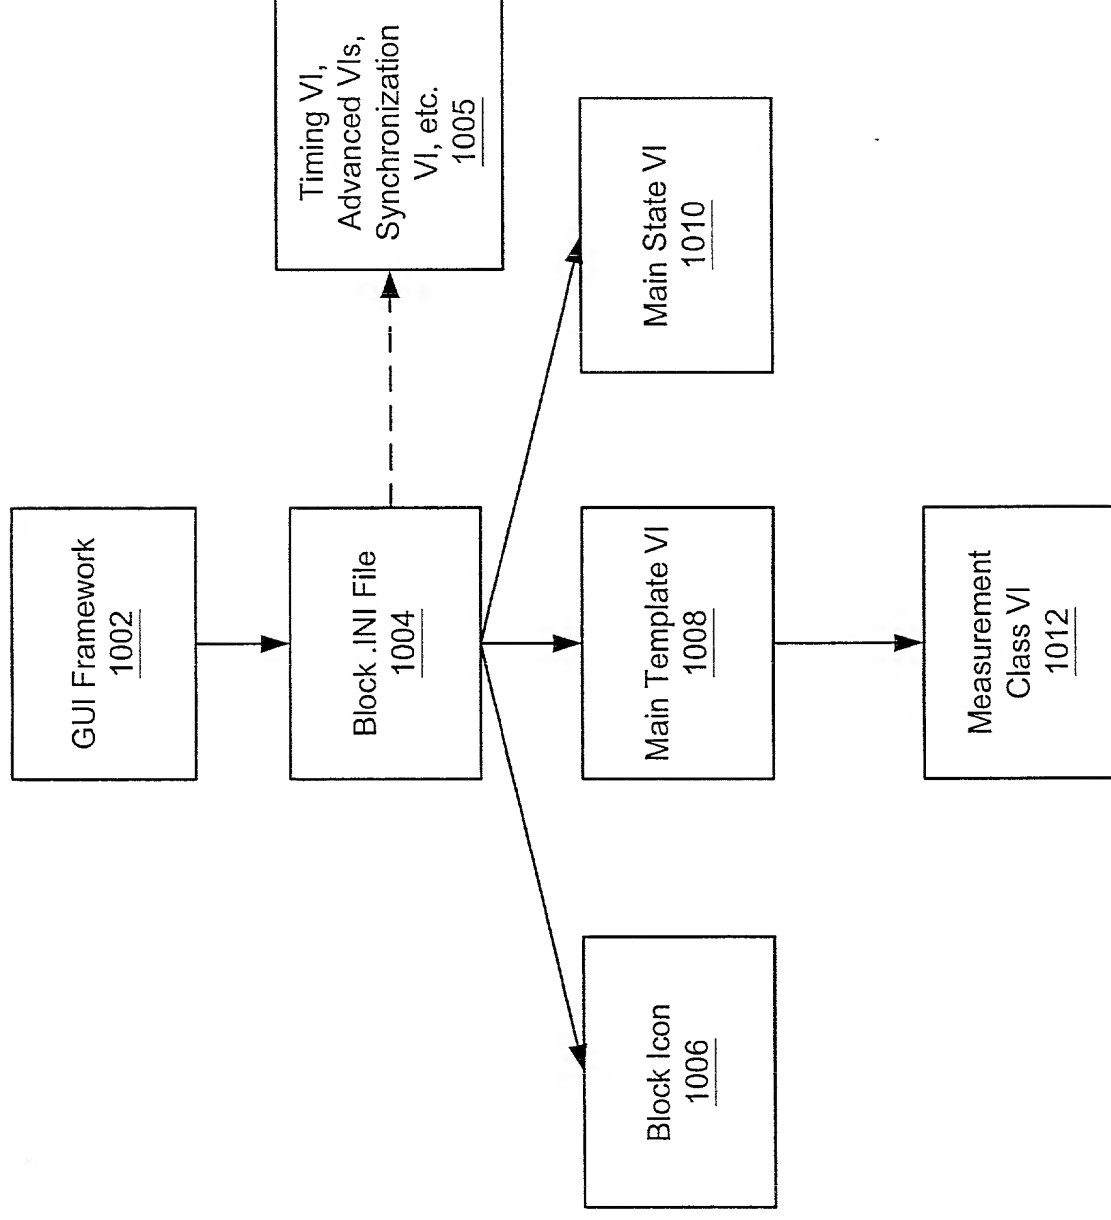 GUI Framework
1002
Block .INI File
1004
Timing VI,
Advanced VIs,
Synchronization
VI, etc.
1005
Block Icon
1006
Main Template VI
1008
Main State VI
1010
Measurement
Class VI
1012